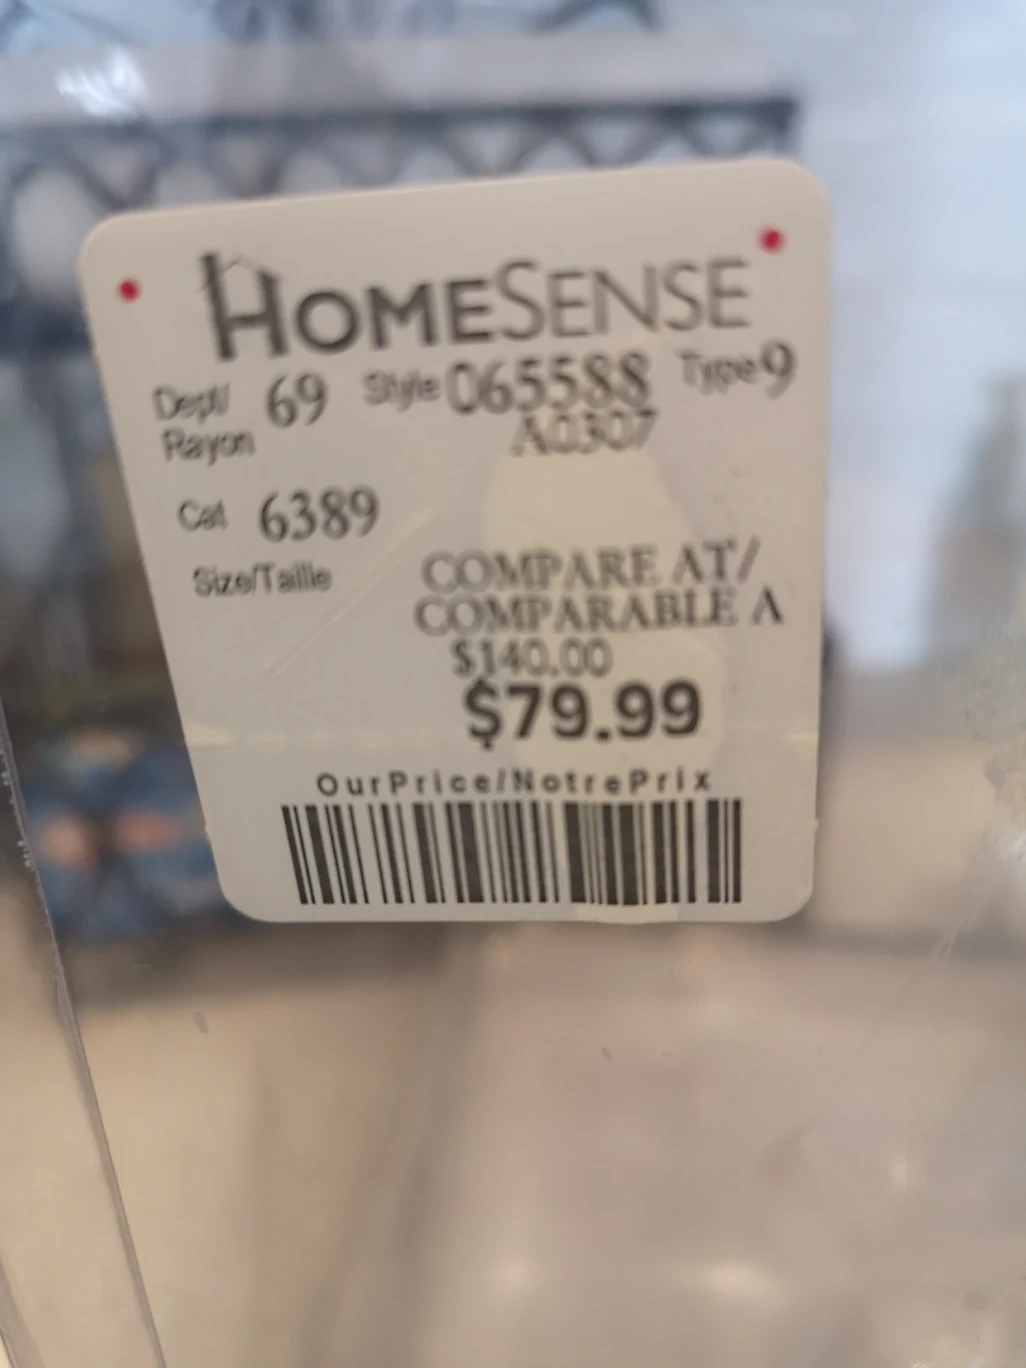 HOMESENSE
Dept/ 69 Style 065588 Type 9
Rayon A0307
Cat 6389
Size/Taille
COMPARE AT/
COMPARABLE A
$140.00
$79.99
OurPrice/NotrePrix